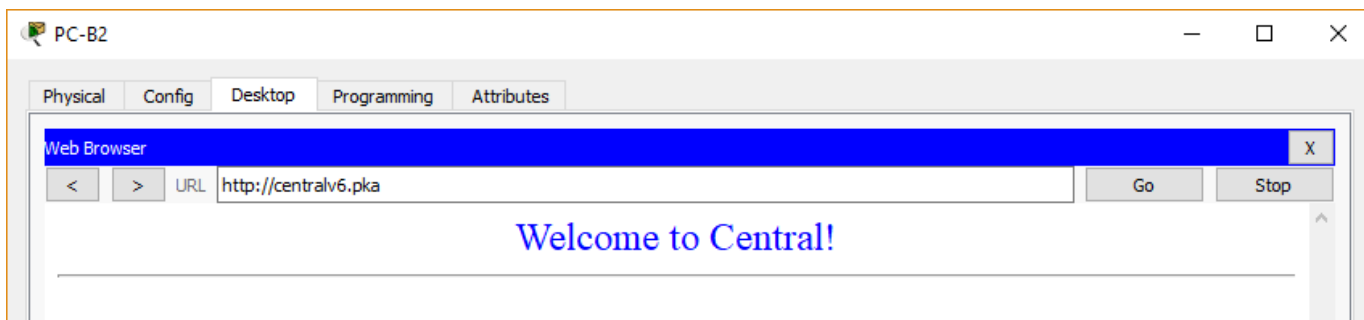 PC-B2
Physical Config Desktop Programming Attributes
Web Browser X
< > URL http://centralv6.pka Go Stop
Welcome to Central!